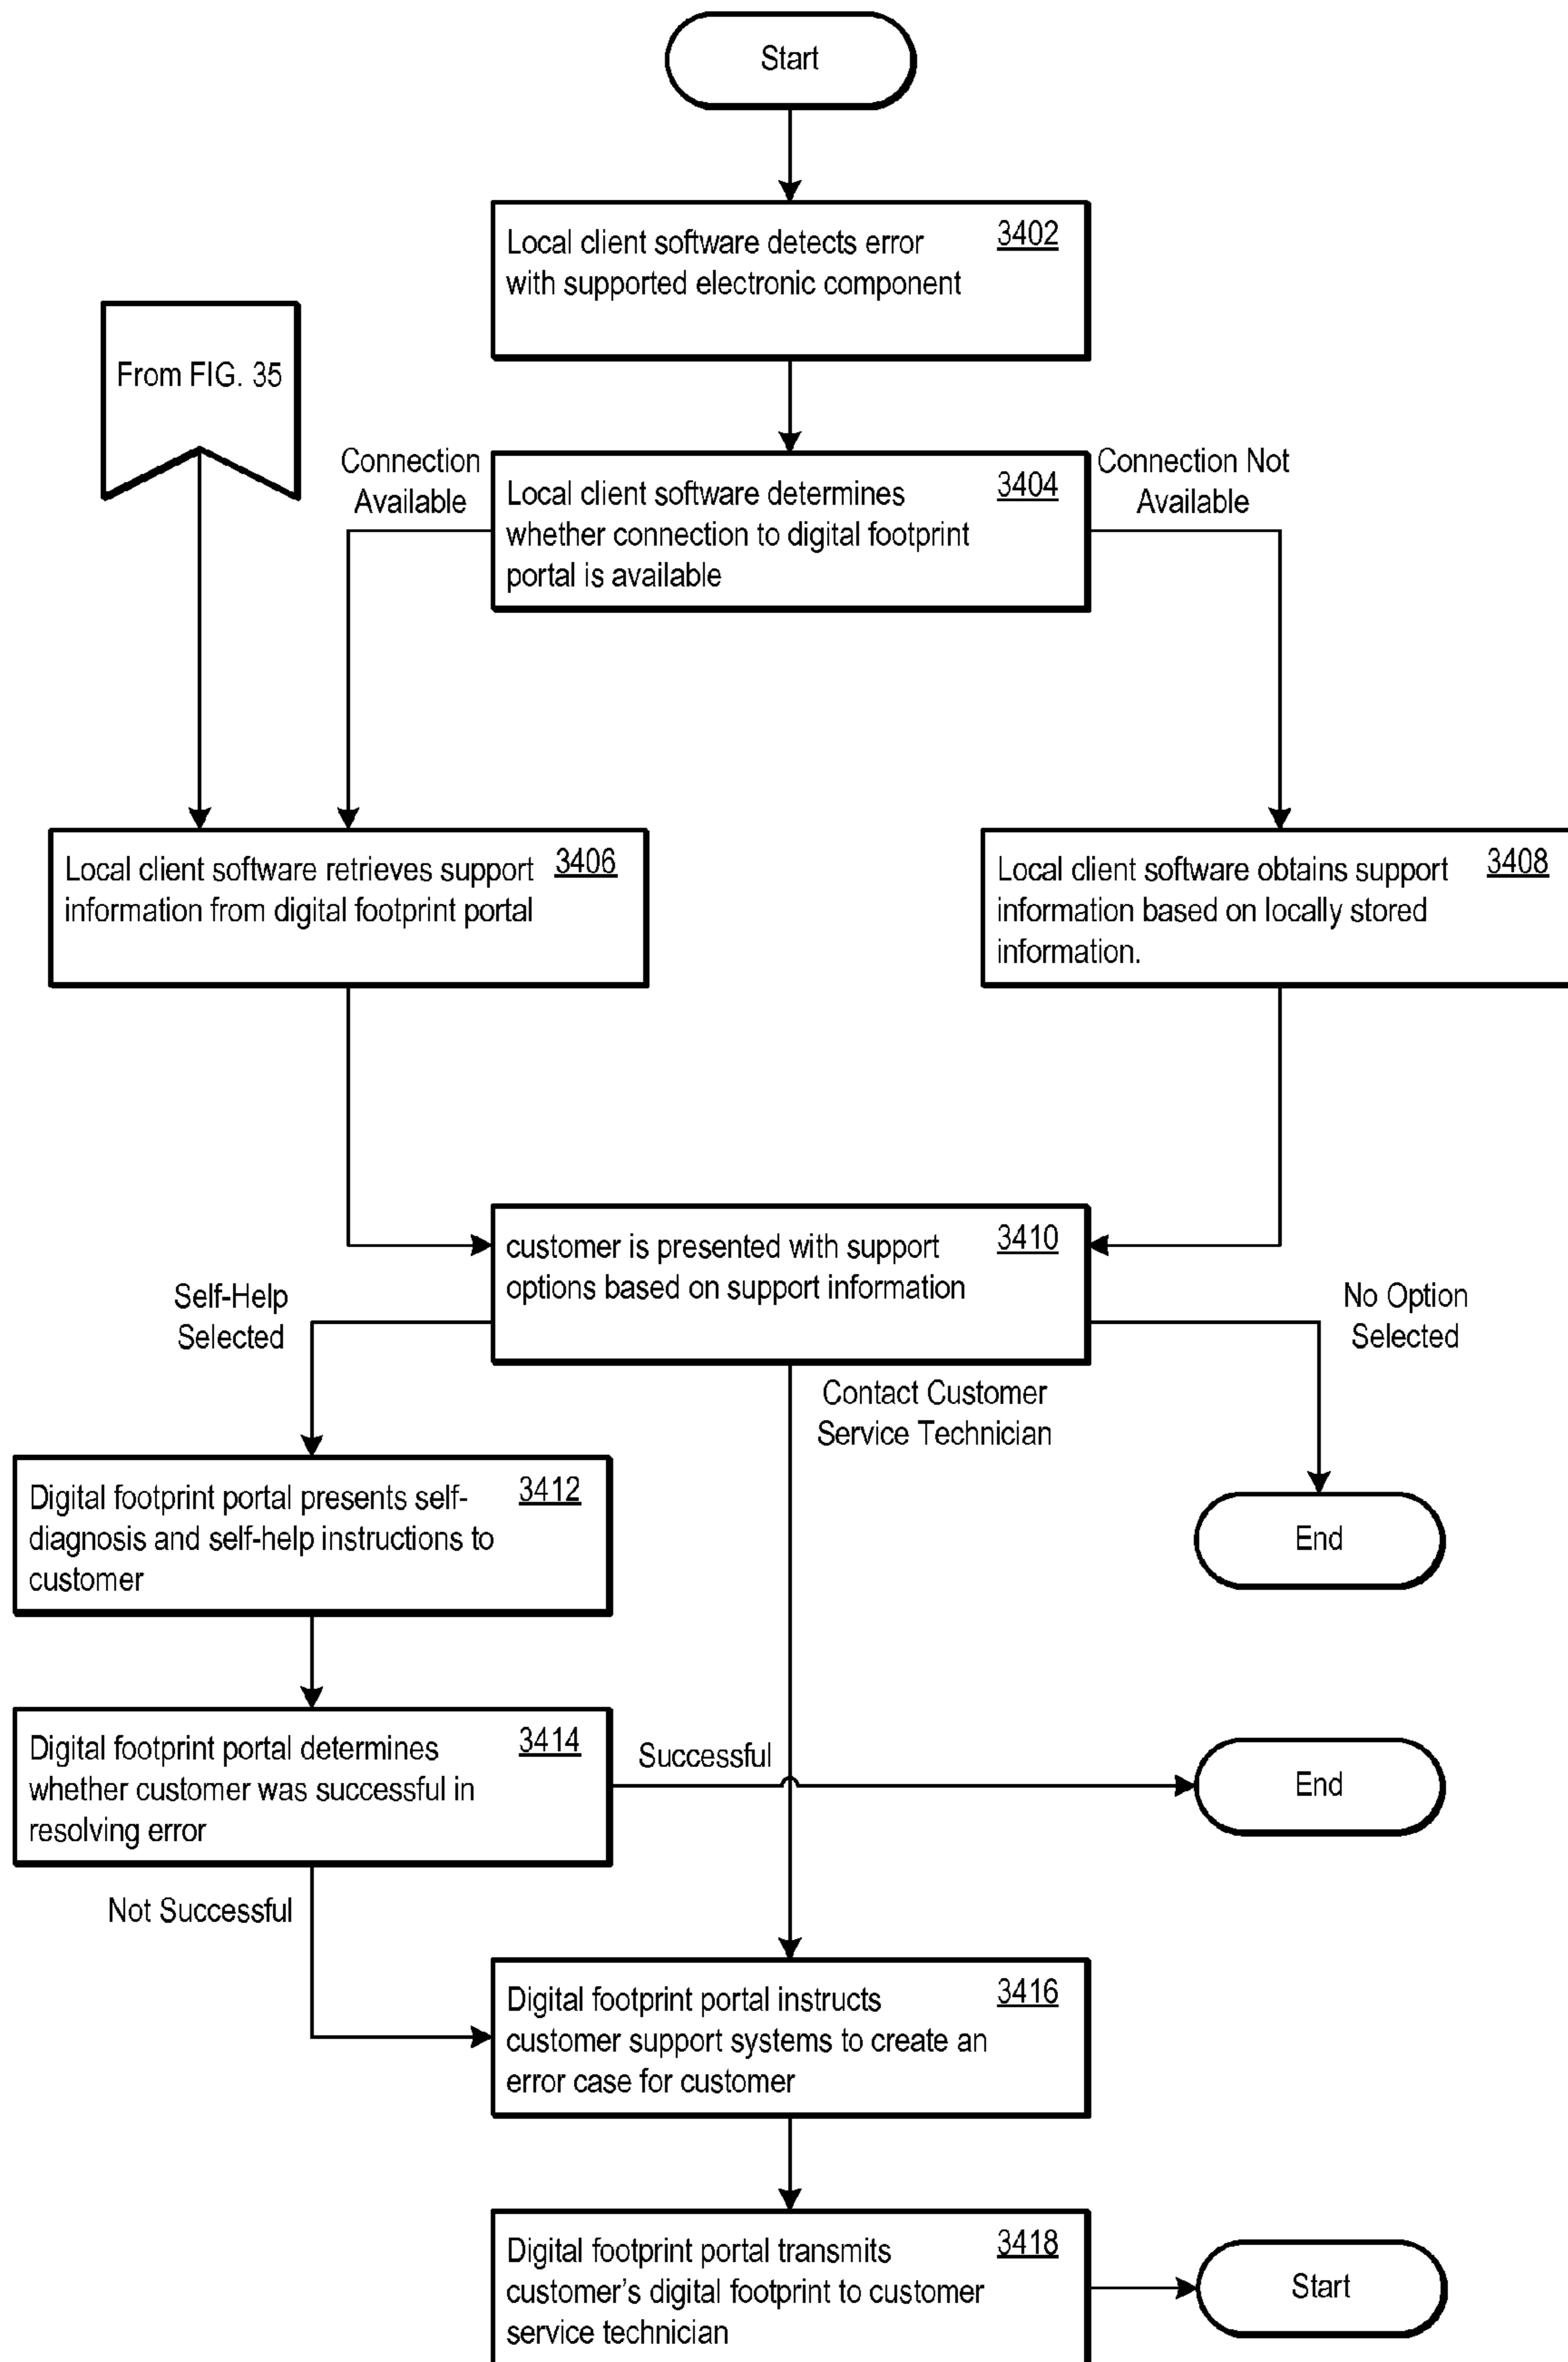 Start
3402
Local client software detects error
with supported electronic component
From FIG. 35
Connection
Available
Connection Not
Available
3404
Local client software determines
whether connection to digital footprint
portal is available
3406
Local client software retrieves support
information from digital footprint portal
3408
Local client software obtains support
information based on locally stored
information.
3410
customer is presented with support
options based on support information
Self-Help
Selected
No Option
Selected
Contact Customer
Service Technician
3412
Digital footprint portal presents self-
diagnosis and self-help instructions to
customer
End
3414
Digital footprint portal determines
whether customer was successful in
resolving error
Successful
End
Not Successful
3416
Digital footprint portal instructs
customer support systems to create an
error case for customer
3418
Digital footprint portal transmits
customer's digital footprint to customer
service technician
Start